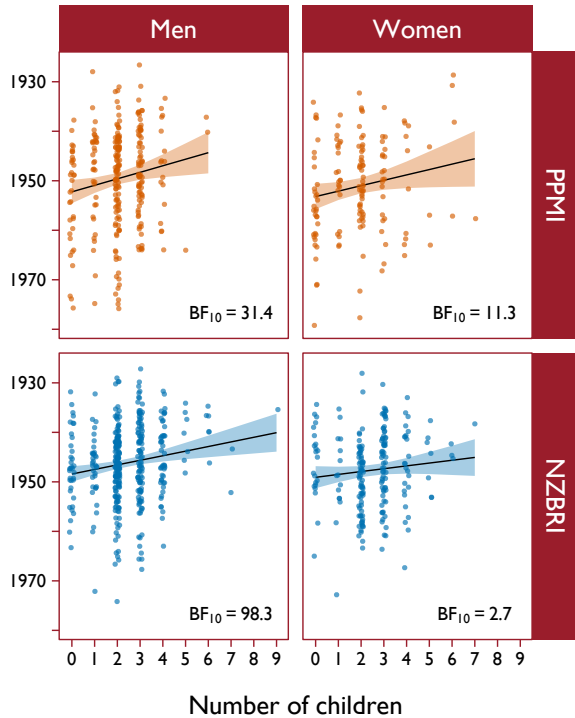 Men Women
1930
1950
1970
BF10 = 31.4
BF10 = 11.3
PPMI
1930
1950
1970
BF10 = 98.3
BF10 = 2.7
NZBRI
0 1 2 3 4 5 6 7 8 9 0 1 2 3 4 5 6 7 8 9
Number of children